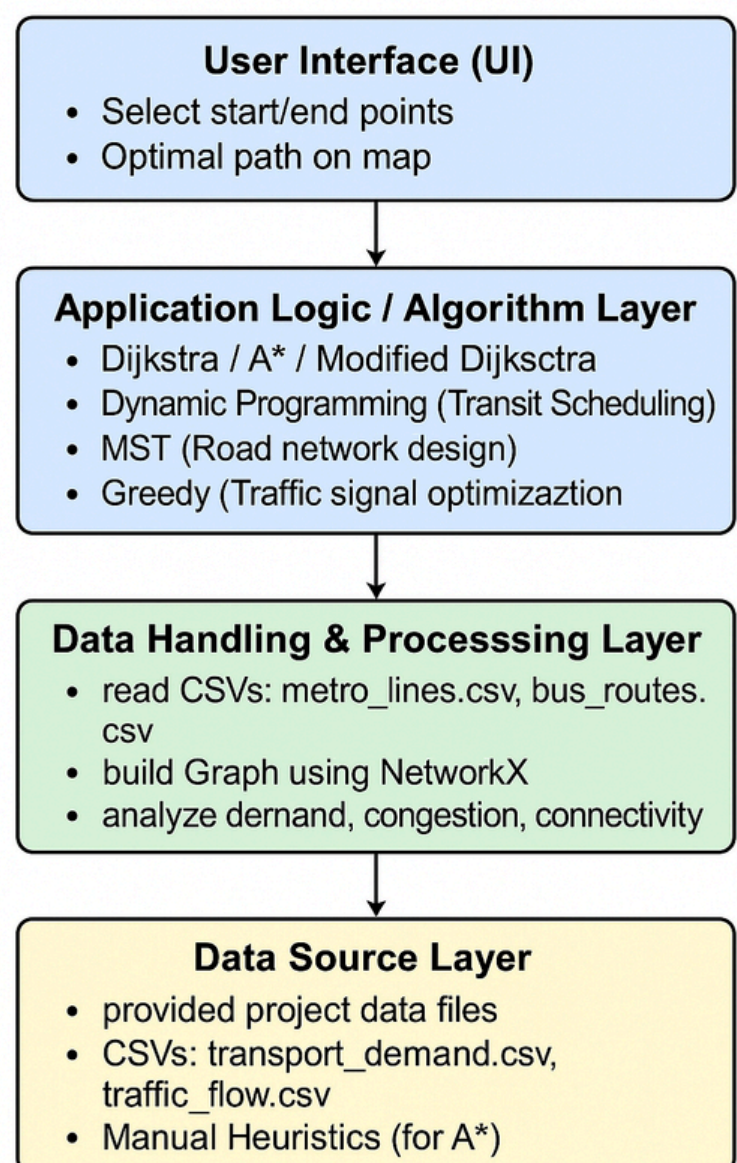 User Interface (UI)
• Select start/end points
• Optimal path on map
Application Logic / Algorithm Layer
• Dijkstra / A* / Modified Dijksctra
• Dynamic Programming (Transit Scheduling)
• MST (Road network design)
• Greedy (Traffic signal optimizaztion
Data Handling & Processsing Layer
• read CSVs: metro_lines.csv, bus_routes.
csv
• build Graph using NetworkX
• analyze dernand, congestion, connectivity
Data Source Layer
• provided project data files
• CSVs: transport_demand.csv,
traffic_flow.csv
• Manual Heuristics (for A*)